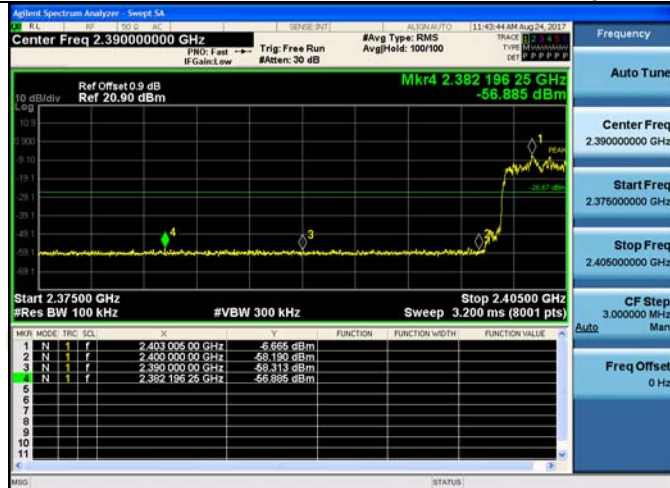 Agilent Spectrum Analyzer - Swept SA
RL RF 50 Ω AC SENSE:INT ALIGN AUTO 11:43:44 AM Aug 24, 2017
Center Freq 2.390000000 GHz
PNO: Fast
IFGain:Low
Trig: Free Run
#Atten: 30 dB
#Avg Type: RMS
Avg|Hold: 100/100
TRACE 1 2 3 4 5 6
TYPE M
DET P P P P P P
Frequency
Auto Tune
Center Freq
2.390000000 GHz
Start Freq
2.375000000 GHz
Stop Freq
2.405000000 GHz
CF Step
3.000000 MHz
Auto Man
Freq Offset
0 Hz
Mkr4 2.382 196 25 GHz
-56.885 dBm
Ref Offset 0.9 dB
10 dB/div Ref 20.90 dBm
Log
10.9
0.900
-9.10
-19.1
-29.1
-39.1
-49.1
-59.1
-69.1
1
PEAK
-26.67 dBm
4
3
2
Start 2.37500 GHz Stop 2.40500 GHz
#Res BW 100 kHz #VBW 300 kHz Sweep 3.200 ms (8001 pts)
MKR MODE TRC SCL X Y FUNCTION FUNCTION WIDTH FUNCTION VALUE
1 N 1 f 2.403 005 00 GHz -6.665 dBm
2 N 1 f 2.400 000 00 GHz -58.190 dBm
3 N 1 f 2.390 000 00 GHz -58.313 dBm
4 N 1 f 2.382 196 25 GHz -56.885 dBm
5
6
7
8
9
10
11
MSG STATUS